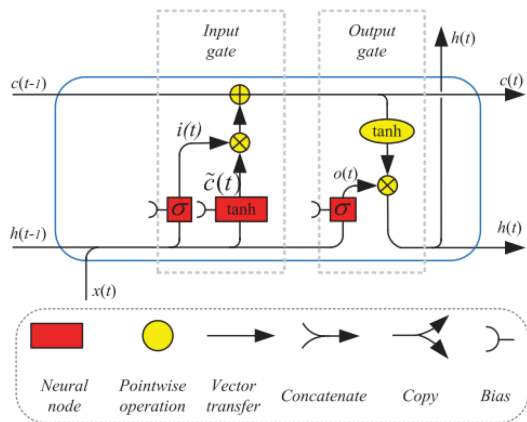 Input
gate
Output
gate
h(t)
c(t-1)
c(t)
i(t)
tanh
c̃(t)
o(t)
σ
tanh
σ
h(t-1)
h(t)
x(t)
Neural
node
Pointwise
operation
Vector
transfer
Concatenate
Copy
Bias